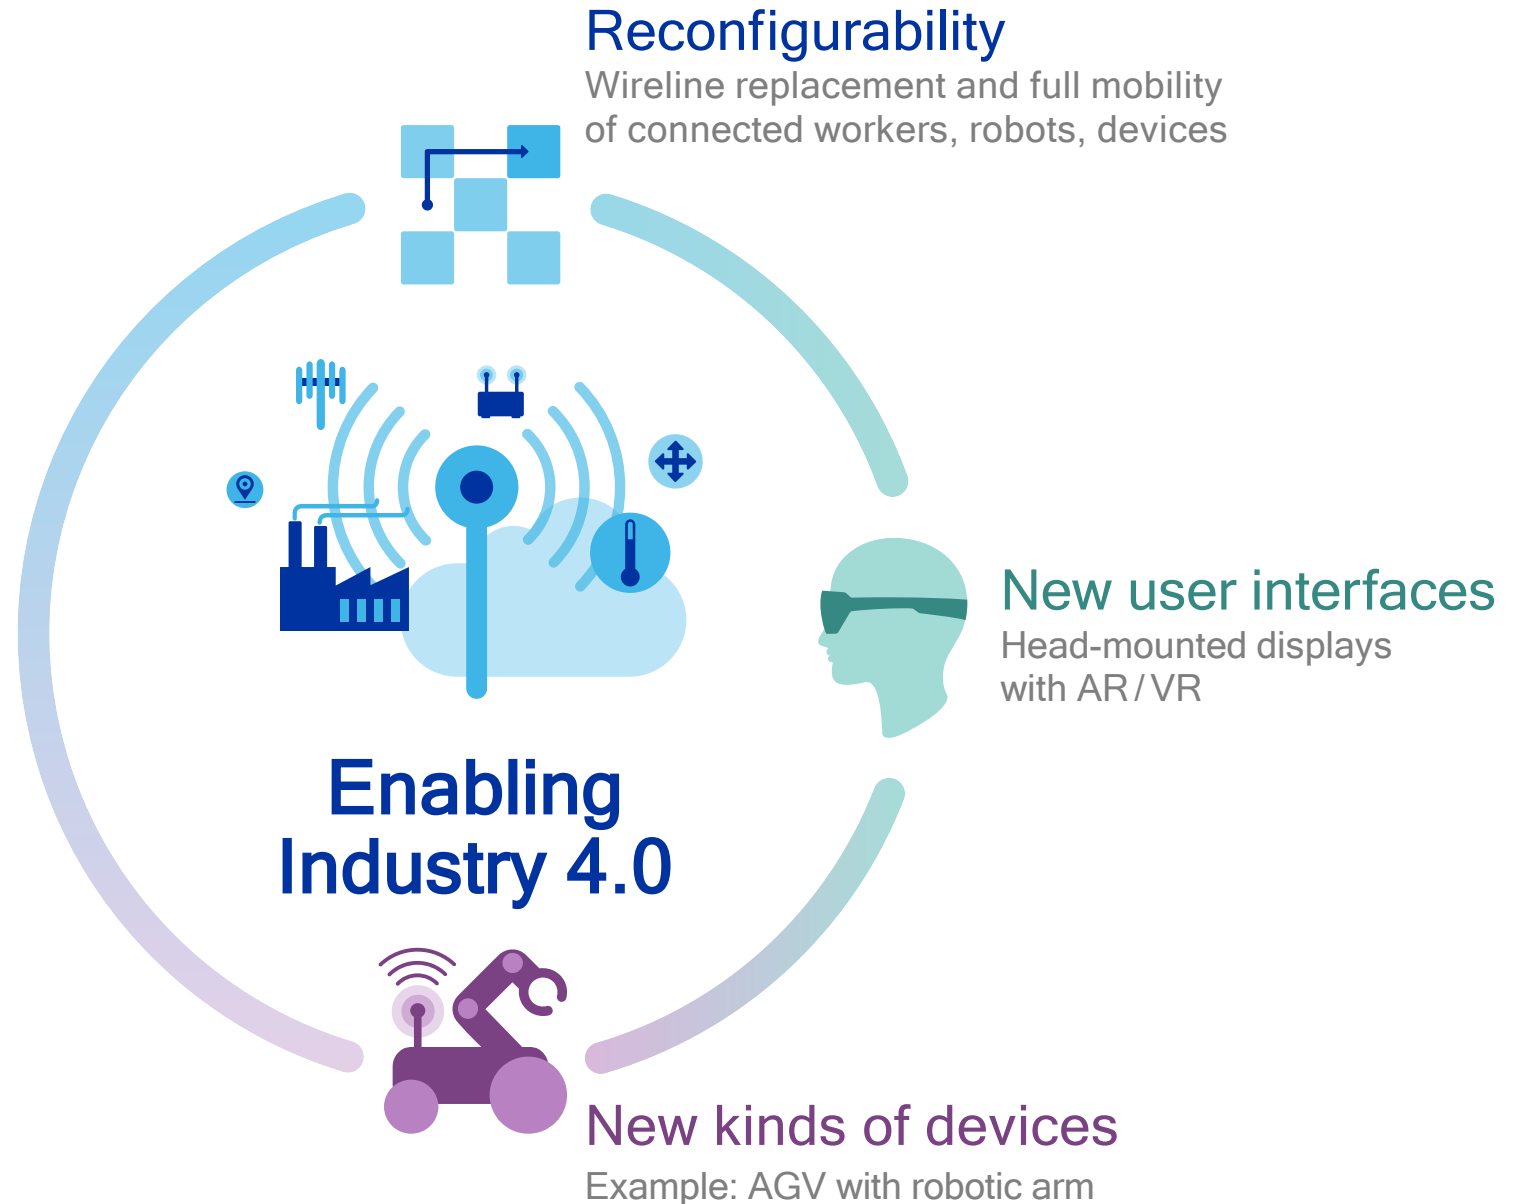 Reconfigurability
Wireline replacement and full mobility
of connected workers, robots, devices
New user interfaces
Head-mounted displays
with AR/VR
Enabling
Industry 4.0
New kinds of devices
Example: AGV with robotic arm